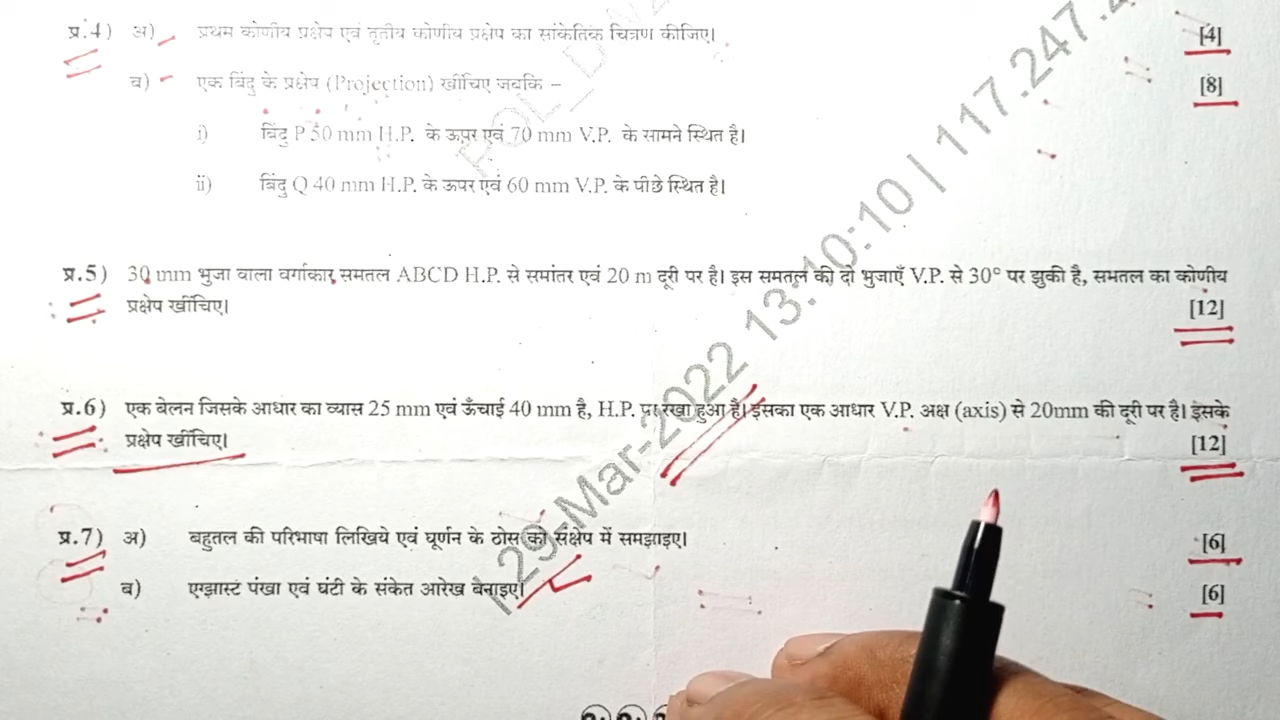 प्र.4) अ) प्रथम कोणीय प्रक्षेप एवं तृतीय कोणीय प्रक्षेप का सांकेतिक चित्रण कीजिए। [4]
ब) एक बिंदु के प्रक्षेप (Projection) खींचिए जबकि – [8]
i) बिंदु P 50 mm H.P. के ऊपर एवं 70 mm V.P. के सामने स्थित है।
ii) बिंदु Q 40 mm H.P. के ऊपर एवं 60 mm V.P. के पीछे स्थित है।
प्र.5) 30 mm भुजा वाला वर्गाकार समतल ABCD H.P. से समांतर एवं 20 m दूरी पर है। इस समतल की दो भुजाएँ V.P. से 30° पर झुकी है, समतल का कोणीय
प्रक्षेप खींचिए। [12]
प्र.6) एक बेलन जिसके आधार का व्यास 25 mm एवं ऊँचाई 40 mm है, H.P. पर रखा हुआ है। इसका एक आधार V.P. अक्ष (axis) से 20mm की दूरी पर है। इसके
प्रक्षेप खींचिए। [12]
प्र.7) अ) बहुतल की परिभाषा लिखिये एवं घूर्णन के ठोस को संक्षेप में समझाइए। [6]
ब) एग्झास्ट पंखा एवं घंटी के संकेत आरेख बनाइए। [6]
29-Mar-2022 13:10:10 | 117.247.